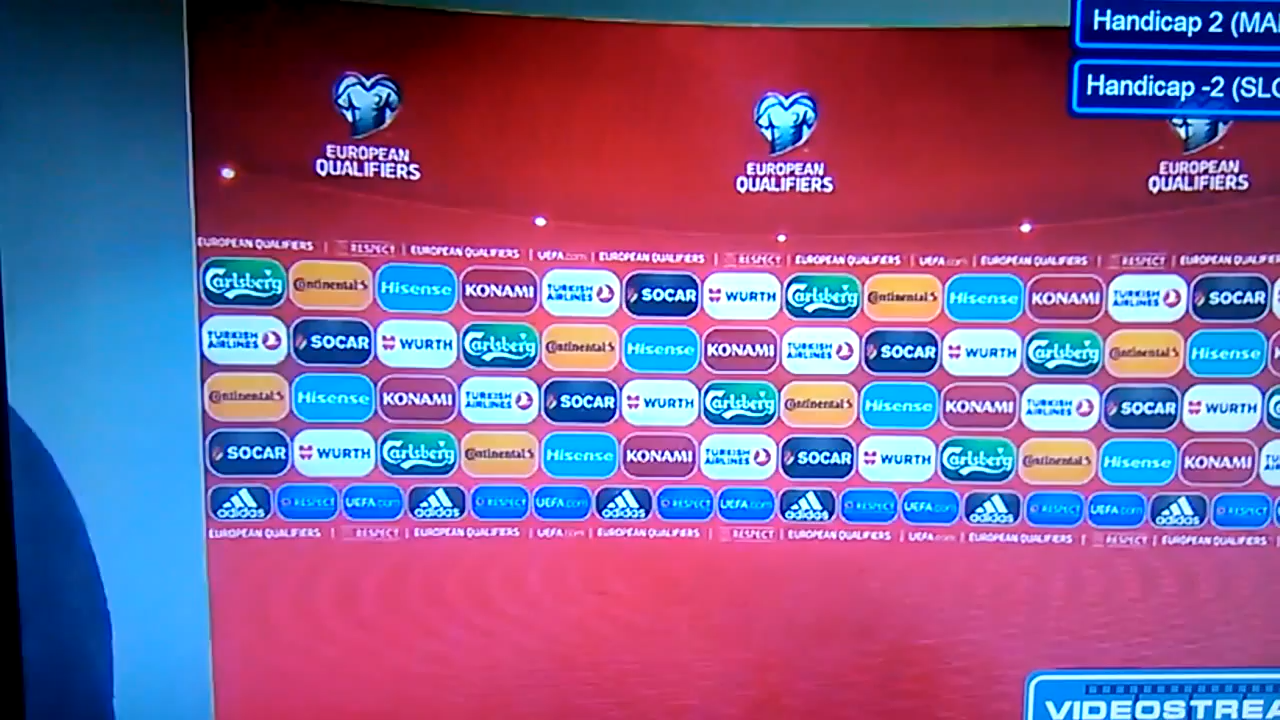 Handicap 2 (MA
Handicap -2 (SLO
EUROPEAN QUALIFIERS
EUROPEAN QUALIFIERS
EUROPEAN QUALIFIERS
EUROPEAN QUALIFIERS | RESPECT | EUROPEAN QUALIFIERS | UEFA.com | EUROPEAN QUALIFIERS | RESPECT | EUROPEAN QUALIFIERS | UEFA.com | EUROPEAN QUALIFIERS | RESPECT | EUROPEAN QUALIFIER
Carlsberg Continental Hisense KONAMI TURKISH AIRLINES SOCAR WURTH Carlsberg Continental Hisense KONAMI TURKISH AIRLINES SOCAR
TURKISH AIRLINES SOCAR WURTH Carlsberg Continental Hisense KONAMI TURKISH AIRLINES SOCAR WURTH Carlsberg Continental Hisense
Continental Hisense KONAMI TURKISH AIRLINES SOCAR WURTH Carlsberg Continental Hisense KONAMI TURKISH AIRLINES SOCAR WURTH
SOCAR WURTH Carlsberg Continental Hisense KONAMI TURKISH AIRLINES SOCAR WURTH Carlsberg Continental Hisense KONAMI TU
adidas RESPECT UEFA.com adidas RESPECT UEFA.com adidas RESPECT UEFA.com adidas RESPECT UEFA.com adidas RESPECT UEFA.com adidas RESPECT
EUROPEAN QUALIFIERS | RESPECT | EUROPEAN QUALIFIERS | UEFA.com | EUROPEAN QUALIFIERS | RESPECT | EUROPEAN QUALIFIERS | UEFA.com | EUROPEAN QUALIFIERS | RESPECT | EUROPEAN QUALIFIERS
VIDEOSTREA